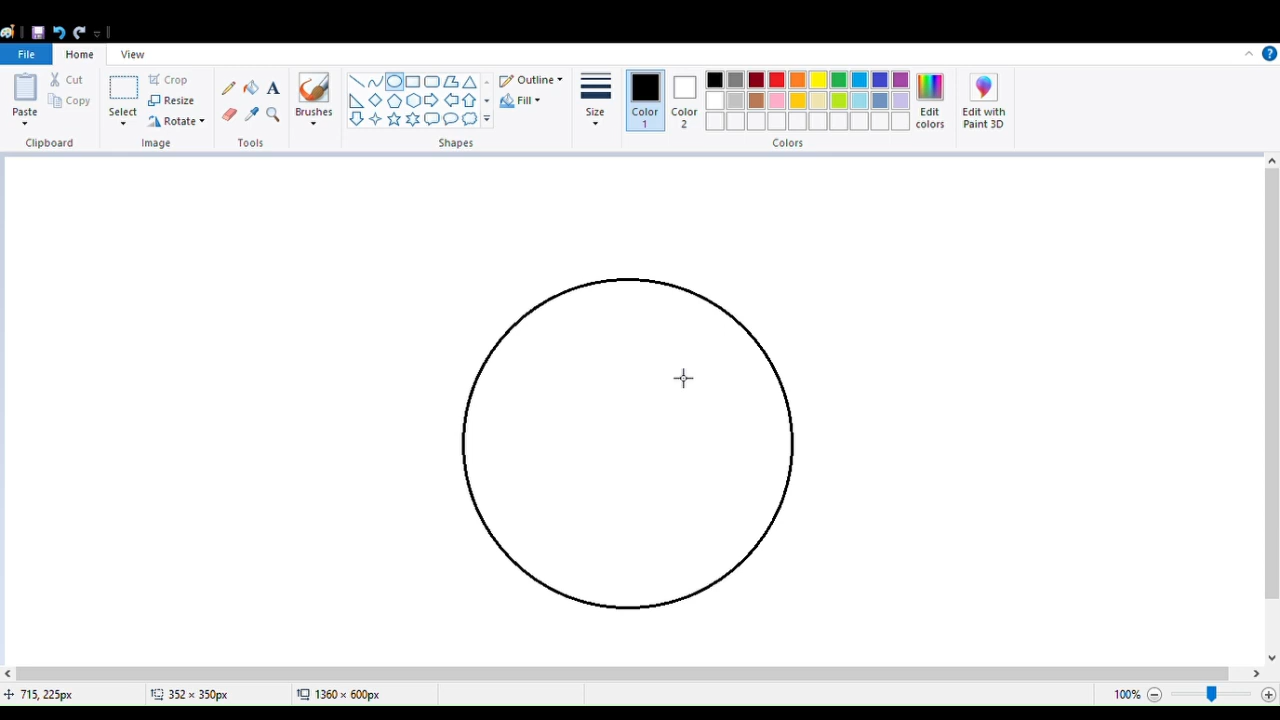 File Home View
Paste
Cut
Copy
Clipboard
Select
Crop
Resize
Rotate
Image
A
Tools
Brushes
Shapes
Outline
Fill
Size
Color 1
Color 2
Colors
Edit colors
Edit with Paint 3D
?
715, 225px 352 × 350px 1360 × 600px 100%